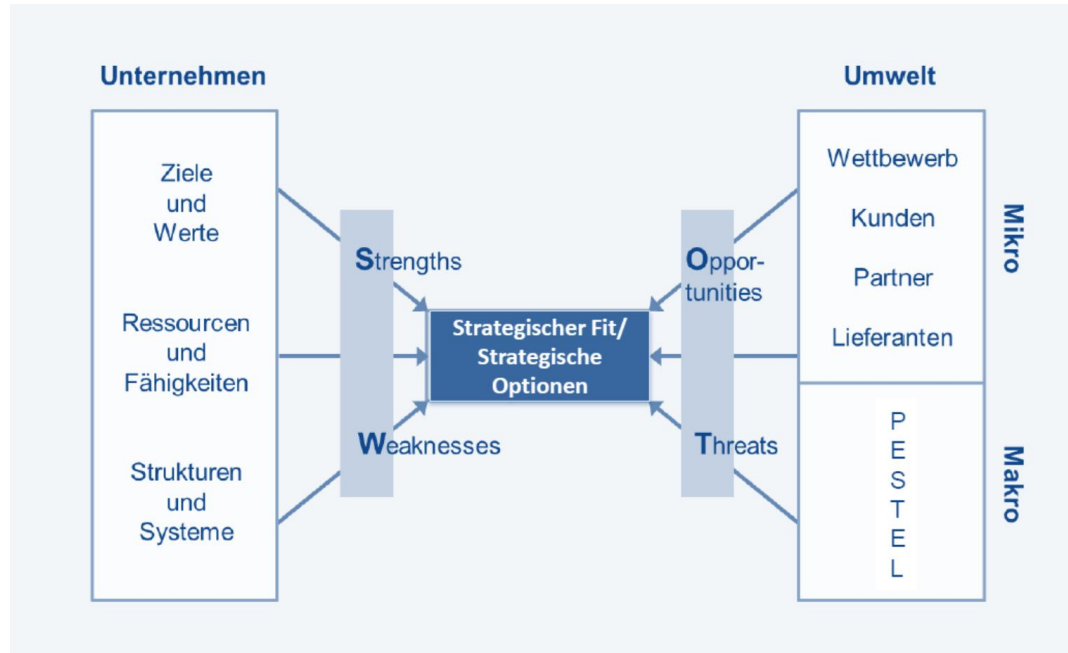 Unternehmen
Ziele
und
Werte
Ressourcen
und
Fähigkeiten
Strukturen
und
Systeme
Strengths
Weaknesses
Strategischer Fit/
Strategische
Optionen
Oppor-
tunities
Threats
Umwelt
Wettbewerb
Kunden
Partner
Lieferanten
Mikro
P
E
S
T
E
L
Makro